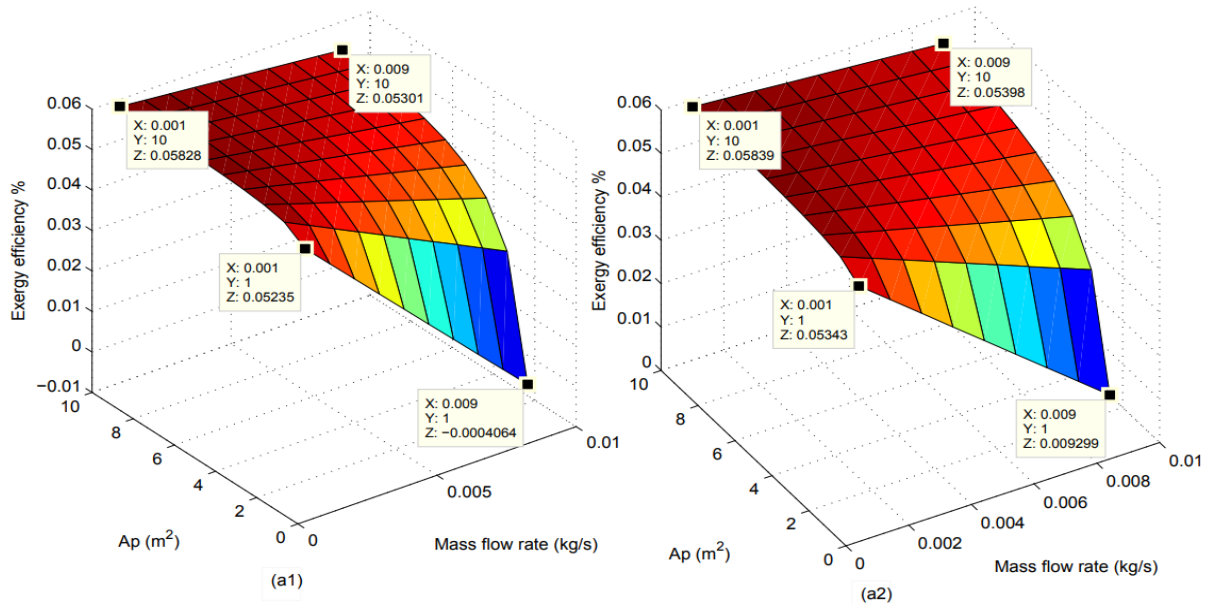 X: 0.009
Y: 10
Z: 0.05301
X: 0.001
Y: 10
Z: 0.05828
X: 0.001
Y: 1
Z: 0.05235
X: 0.009
Y: 1
Z: −0.0004064
0.06
0.05
0.04
0.03
0.02
0.01
0
−0.01
Exergy efficiency %
10
8
6
4
2
0
Ap (m²)
0
0.005
0.01
Mass flow rate (kg/s)
(a1)
X: 0.009
Y: 10
Z: 0.05398
X: 0.001
Y: 10
Z: 0.05839
X: 0.001
Y: 1
Z: 0.05343
X: 0.009
Y: 1
Z: 0.009299
0.06
0.05
0.04
0.03
0.02
0.01
0
Exergy efficiency %
10
8
6
4
2
0
Ap (m²)
0
0.002
0.004
0.006
0.008
0.01
Mass flow rate (kg/s)
(a2)